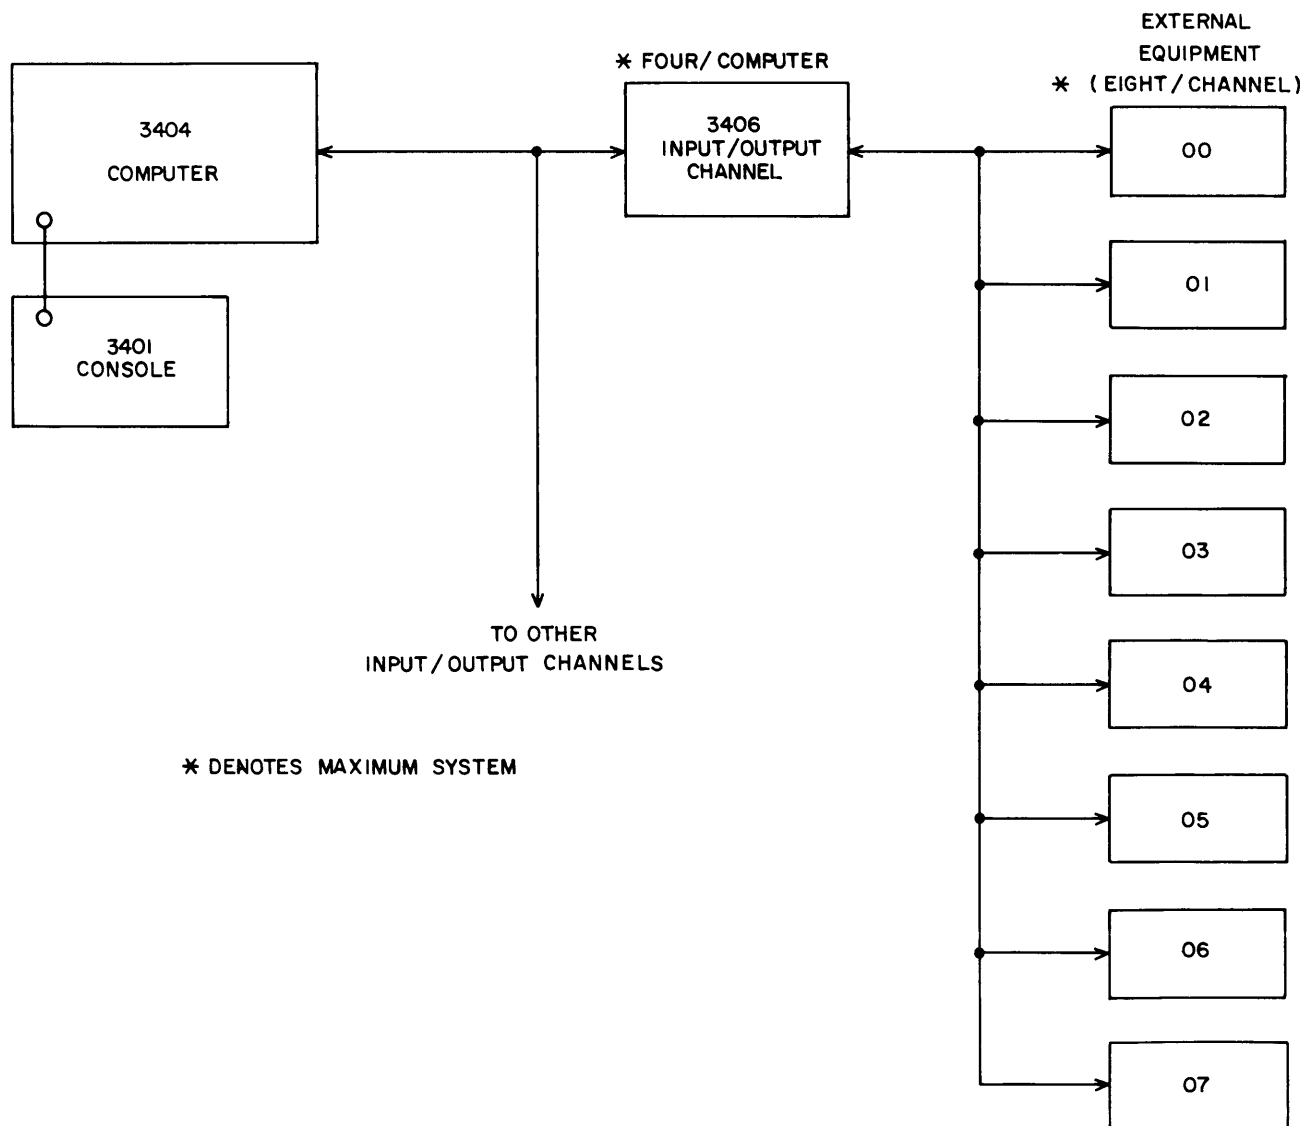 EXTERNAL
EQUIPMENT
* (EIGHT/CHANNEL)
* FOUR/COMPUTER
3404
COMPUTER
3406
INPUT/OUTPUT
CHANNEL
3401
CONSOLE
00
01
02
03
04
05
06
07
TO OTHER
INPUT/OUTPUT CHANNELS
* DENOTES MAXIMUM SYSTEM